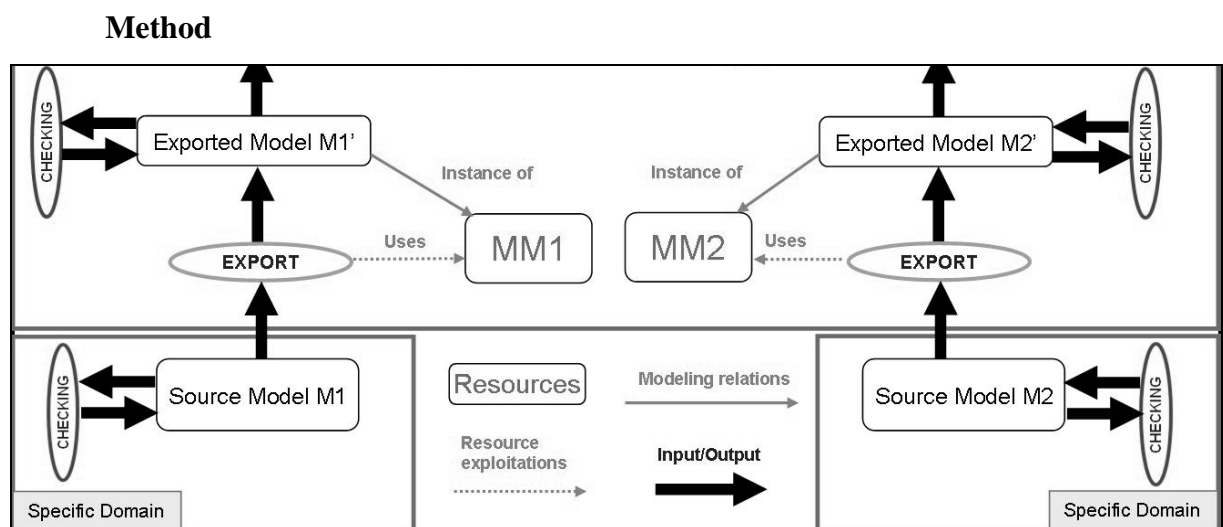 Method
CHECKING
Exported Model M1’
Exported Model M2’
CHECKING
Instance of
Instance of
MM1
MM2
Uses
Uses
EXPORT
EXPORT
CHECKING
Source Model M1
Resources
Modeling relations
Source Model M2
CHECKING
Resource
exploitations
Input/Output
Specific Domain
Specific Domain